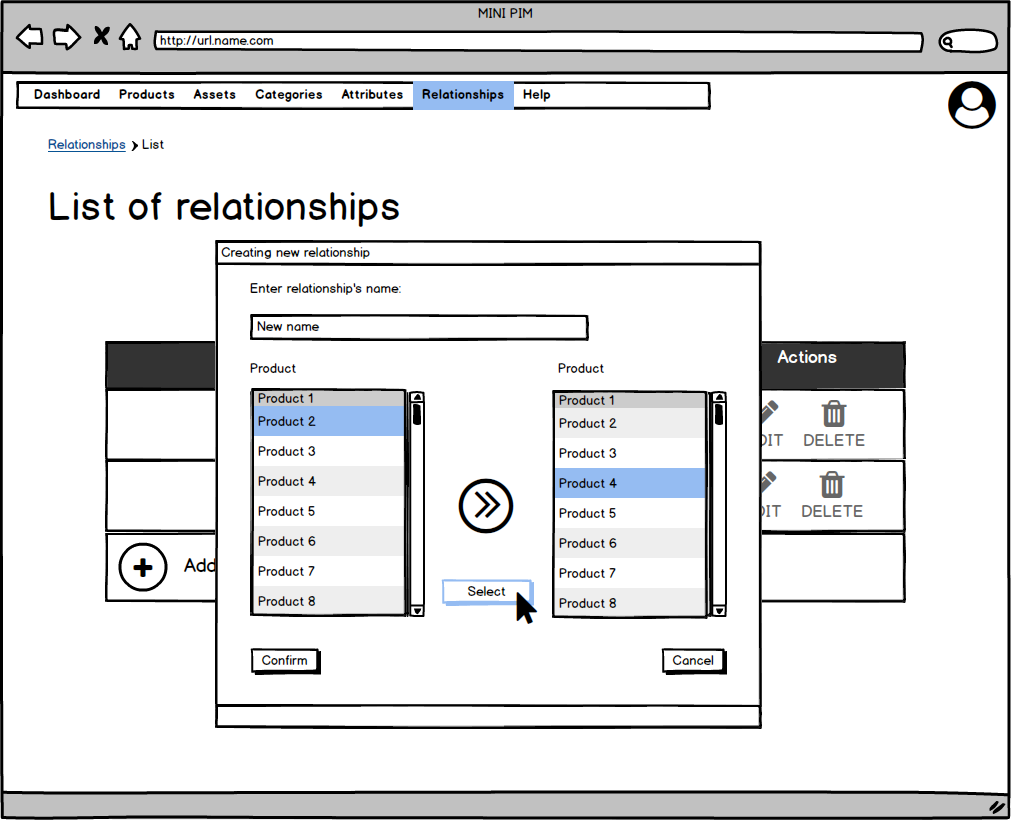 MINI PIM
http://url.name.com
Dashboard Products Assets Categories Attributes Relationships Help
Relationships List
List of relationships
Creating new relationship
Enter relationship's name:
New name
Product
Product 1
Product 2
Product 3
Product 4
Product 5
Product 6
Product 7
Product 8
Select
Product
Product 1
Product 2
Product 3
Product 4
Product 5
Product 6
Product 7
Product 8
Confirm Cancel
Actions
DIT DELETE
DIT DELETE
Add